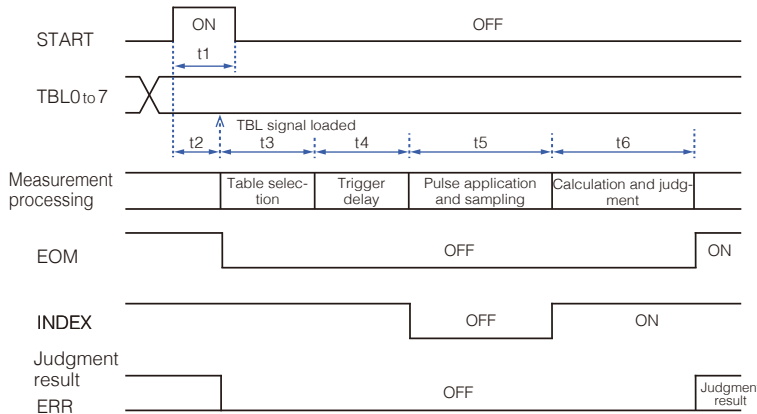 START
ON
OFF
t1
TBL0 to 7
TBL signal loaded
t2
t3
t4
t5
t6
Measurement
processing
Table selec-
tion
Trigger
delay
Pulse application
and sampling
Calculation and judg-
ment
EOM
OFF
ON
INDEX
OFF
ON
Judgment
result
ERR
OFF
Judgmen
result